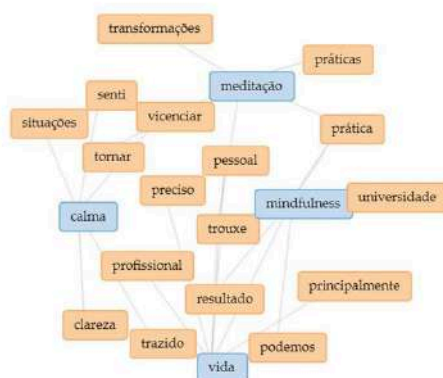 transformações
práticas
meditação
senti
situações
vicenciar
prática
tornar
pessoal
preciso
universidade
mindfulness
calma
trouxe
profissional
principalmente
resultado
clareza
trazido
podemos
vida